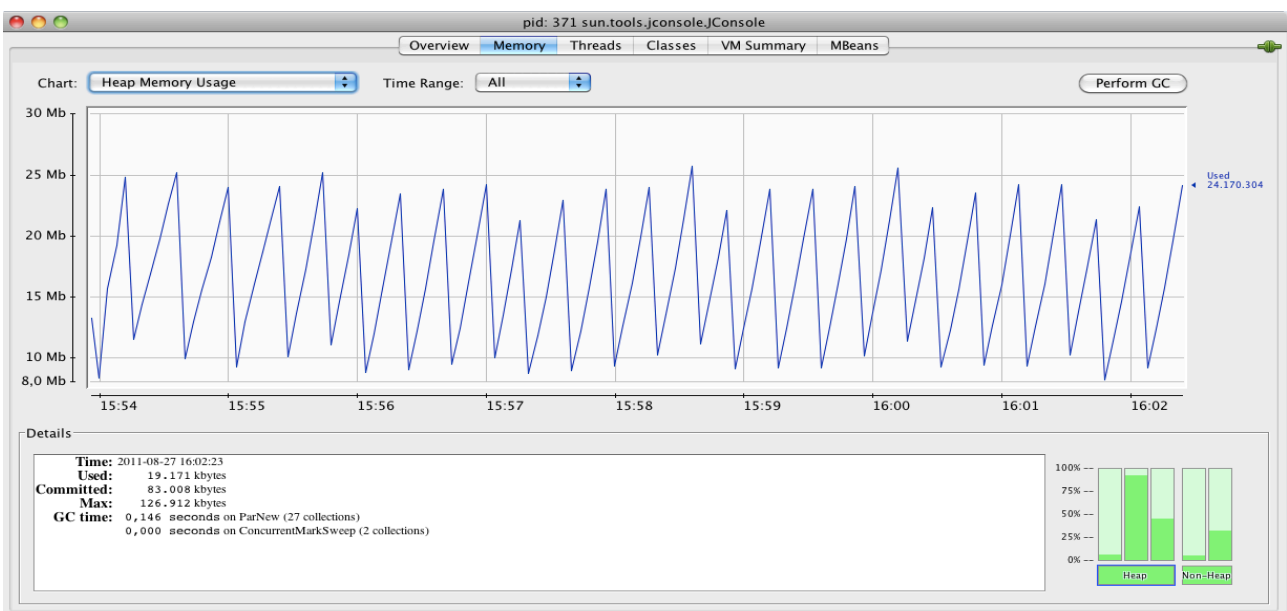 pid: 371 sun.tools.jconsole.JConsole
Overview Memory Threads Classes VM Summary MBeans
Chart: Heap Memory Usage Time Range: All Perform GC
30 Mb
25 Mb
Used
24.170.304
20 Mb
15 Mb
10 Mb
8,0 Mb
15:54 15:55 15:56 15:57 15:58 15:59 16:00 16:01 16:02
Details
Time: 2011-08-27 16:02:23
Used: 19.171 kbytes
Committed: 83.008 kbytes
Max: 126.912 kbytes
GC time: 0,146 seconds on ParNew (27 collections)
0,000 seconds on ConcurrentMarkSweep (2 collections)
100% --
75% --
50% --
25% --
0% --
Heap Non-Heap